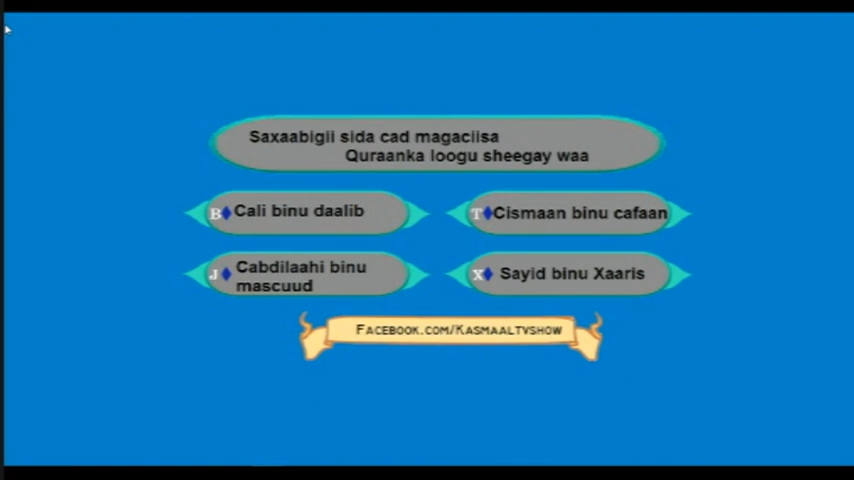 Saxaabigii sida cad magaciisa
Quraanka loogu sheegay waa
B Cali binu daalib
T Cismaan binu cafaan
J Cabdilaahi binu
mascuud
X Sayid binu Xaaris
FACEBOOK.COM/KASMAALTVSHOW